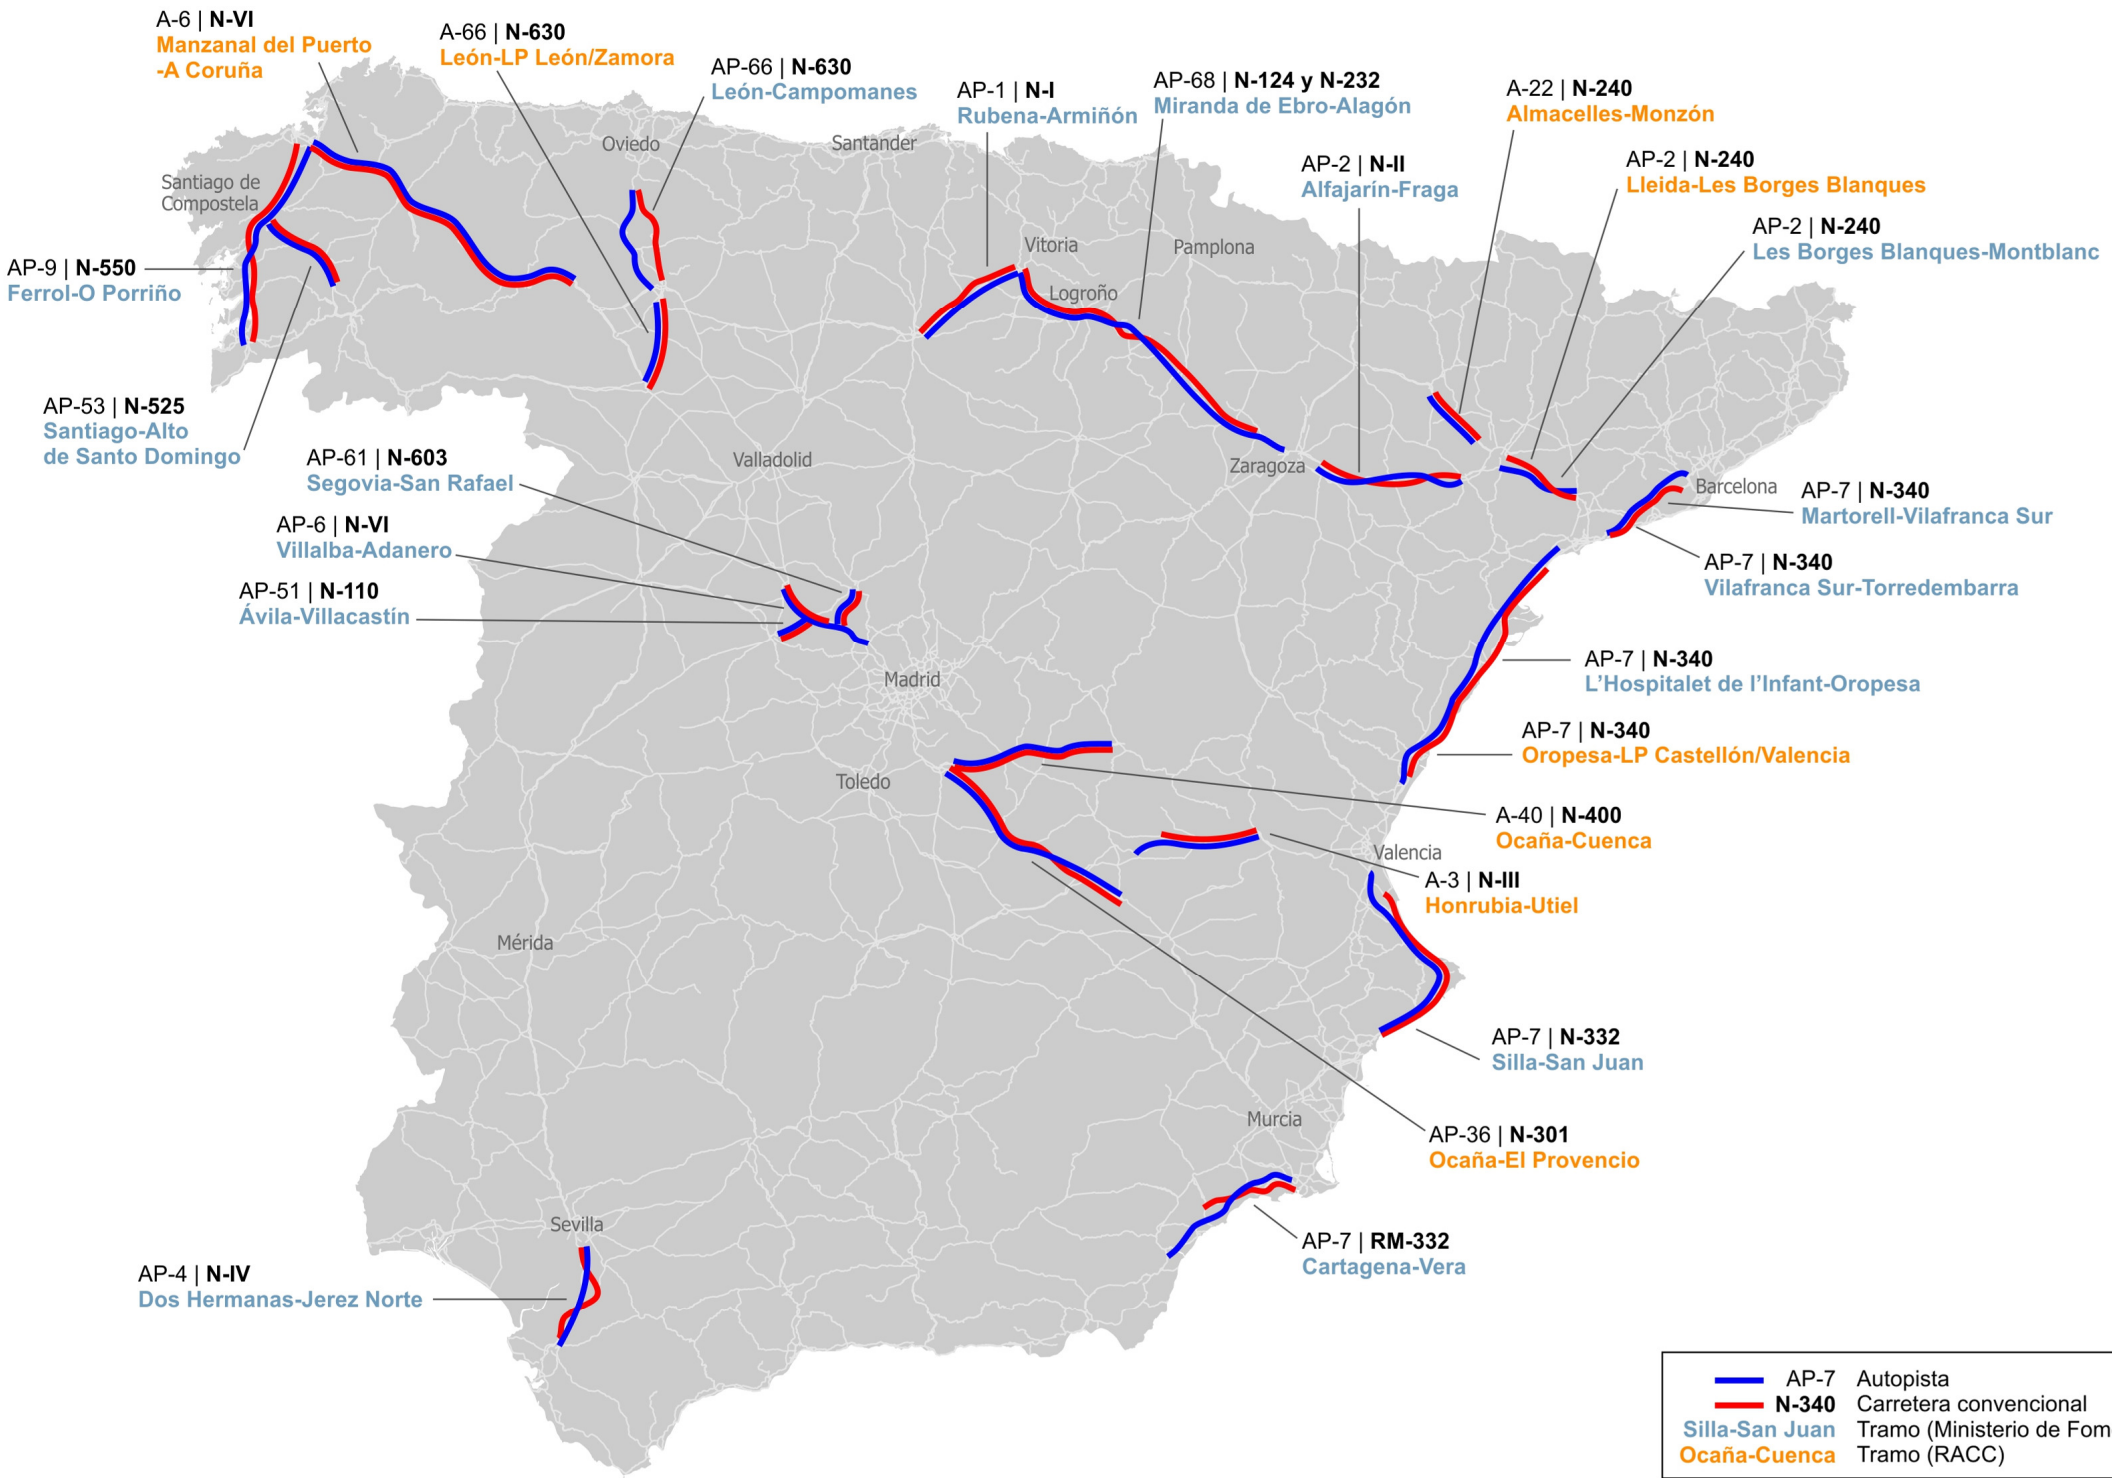 A-6 | N-VI
Manzanal del Puerto
-A Coruña
A-66 | N-630
León-LP León/Zamora
AP-66 | N-630
León-Campomanes
AP-1 | N-I
Rubena-Armiñón
AP-68 | N-124 y N-232
Miranda de Ebro-Alagón
A-22 | N-240
Almacelles-Monzón
AP-2 | N-II
Alfajarín-Fraga
AP-2 | N-240
Lleida-Les Borges Blanques
AP-2 | N-240
Les Borges Blanques-Montblanc
Oviedo
Santander
Santiago de
Compostela
Vitoria
Pamplona
Logroño
AP-9 | N-550
Ferrol-O Porriño
AP-53 | N-525
Santiago-Alto
de Santo Domingo
AP-61 | N-603
Segovia-San Rafael
AP-6 | N-VI
Villalba-Adanero
AP-51 | N-110
Ávila-Villacastín
Valladolid
Zaragoza
Barcelona
AP-7 | N-340
Martorell-Vilafranca Sur
AP-7 | N-340
Vilafranca Sur-Torredembarra
Madrid
AP-7 | N-340
L'Hospitalet de l'Infant-Oropesa
AP-7 | N-340
Oropesa-LP Castellón/Valencia
Toledo
A-40 | N-400
Ocaña-Cuenca
Valencia
A-3 | N-III
Honrubia-Utiel
Mérida
AP-7 | N-332
Silla-San Juan
Murcia
AP-36 | N-301
Ocaña-El Provencio
Sevilla
AP-7 | RM-332
Cartagena-Vera
AP-4 | N-IV
Dos Hermanas-Jerez Norte
AP-7 Autopista
N-340 Carretera convencional
Silla-San Juan Tramo (Ministerio de Fom
Ocaña-Cuenca Tramo (RACC)